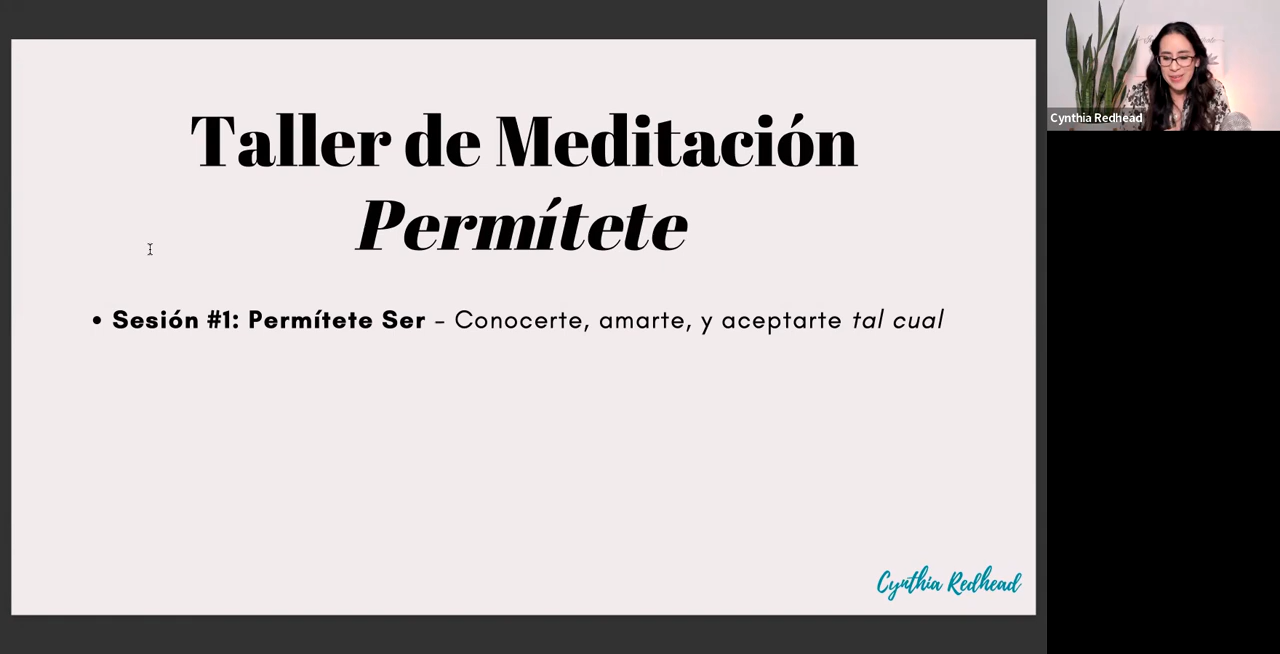 Taller de Meditación
Permítete
• Sesión #1: Permítete Ser - Conocerte, amarte, y aceptarte tal cual
Cynthia Redhead
Cynthia Redhead